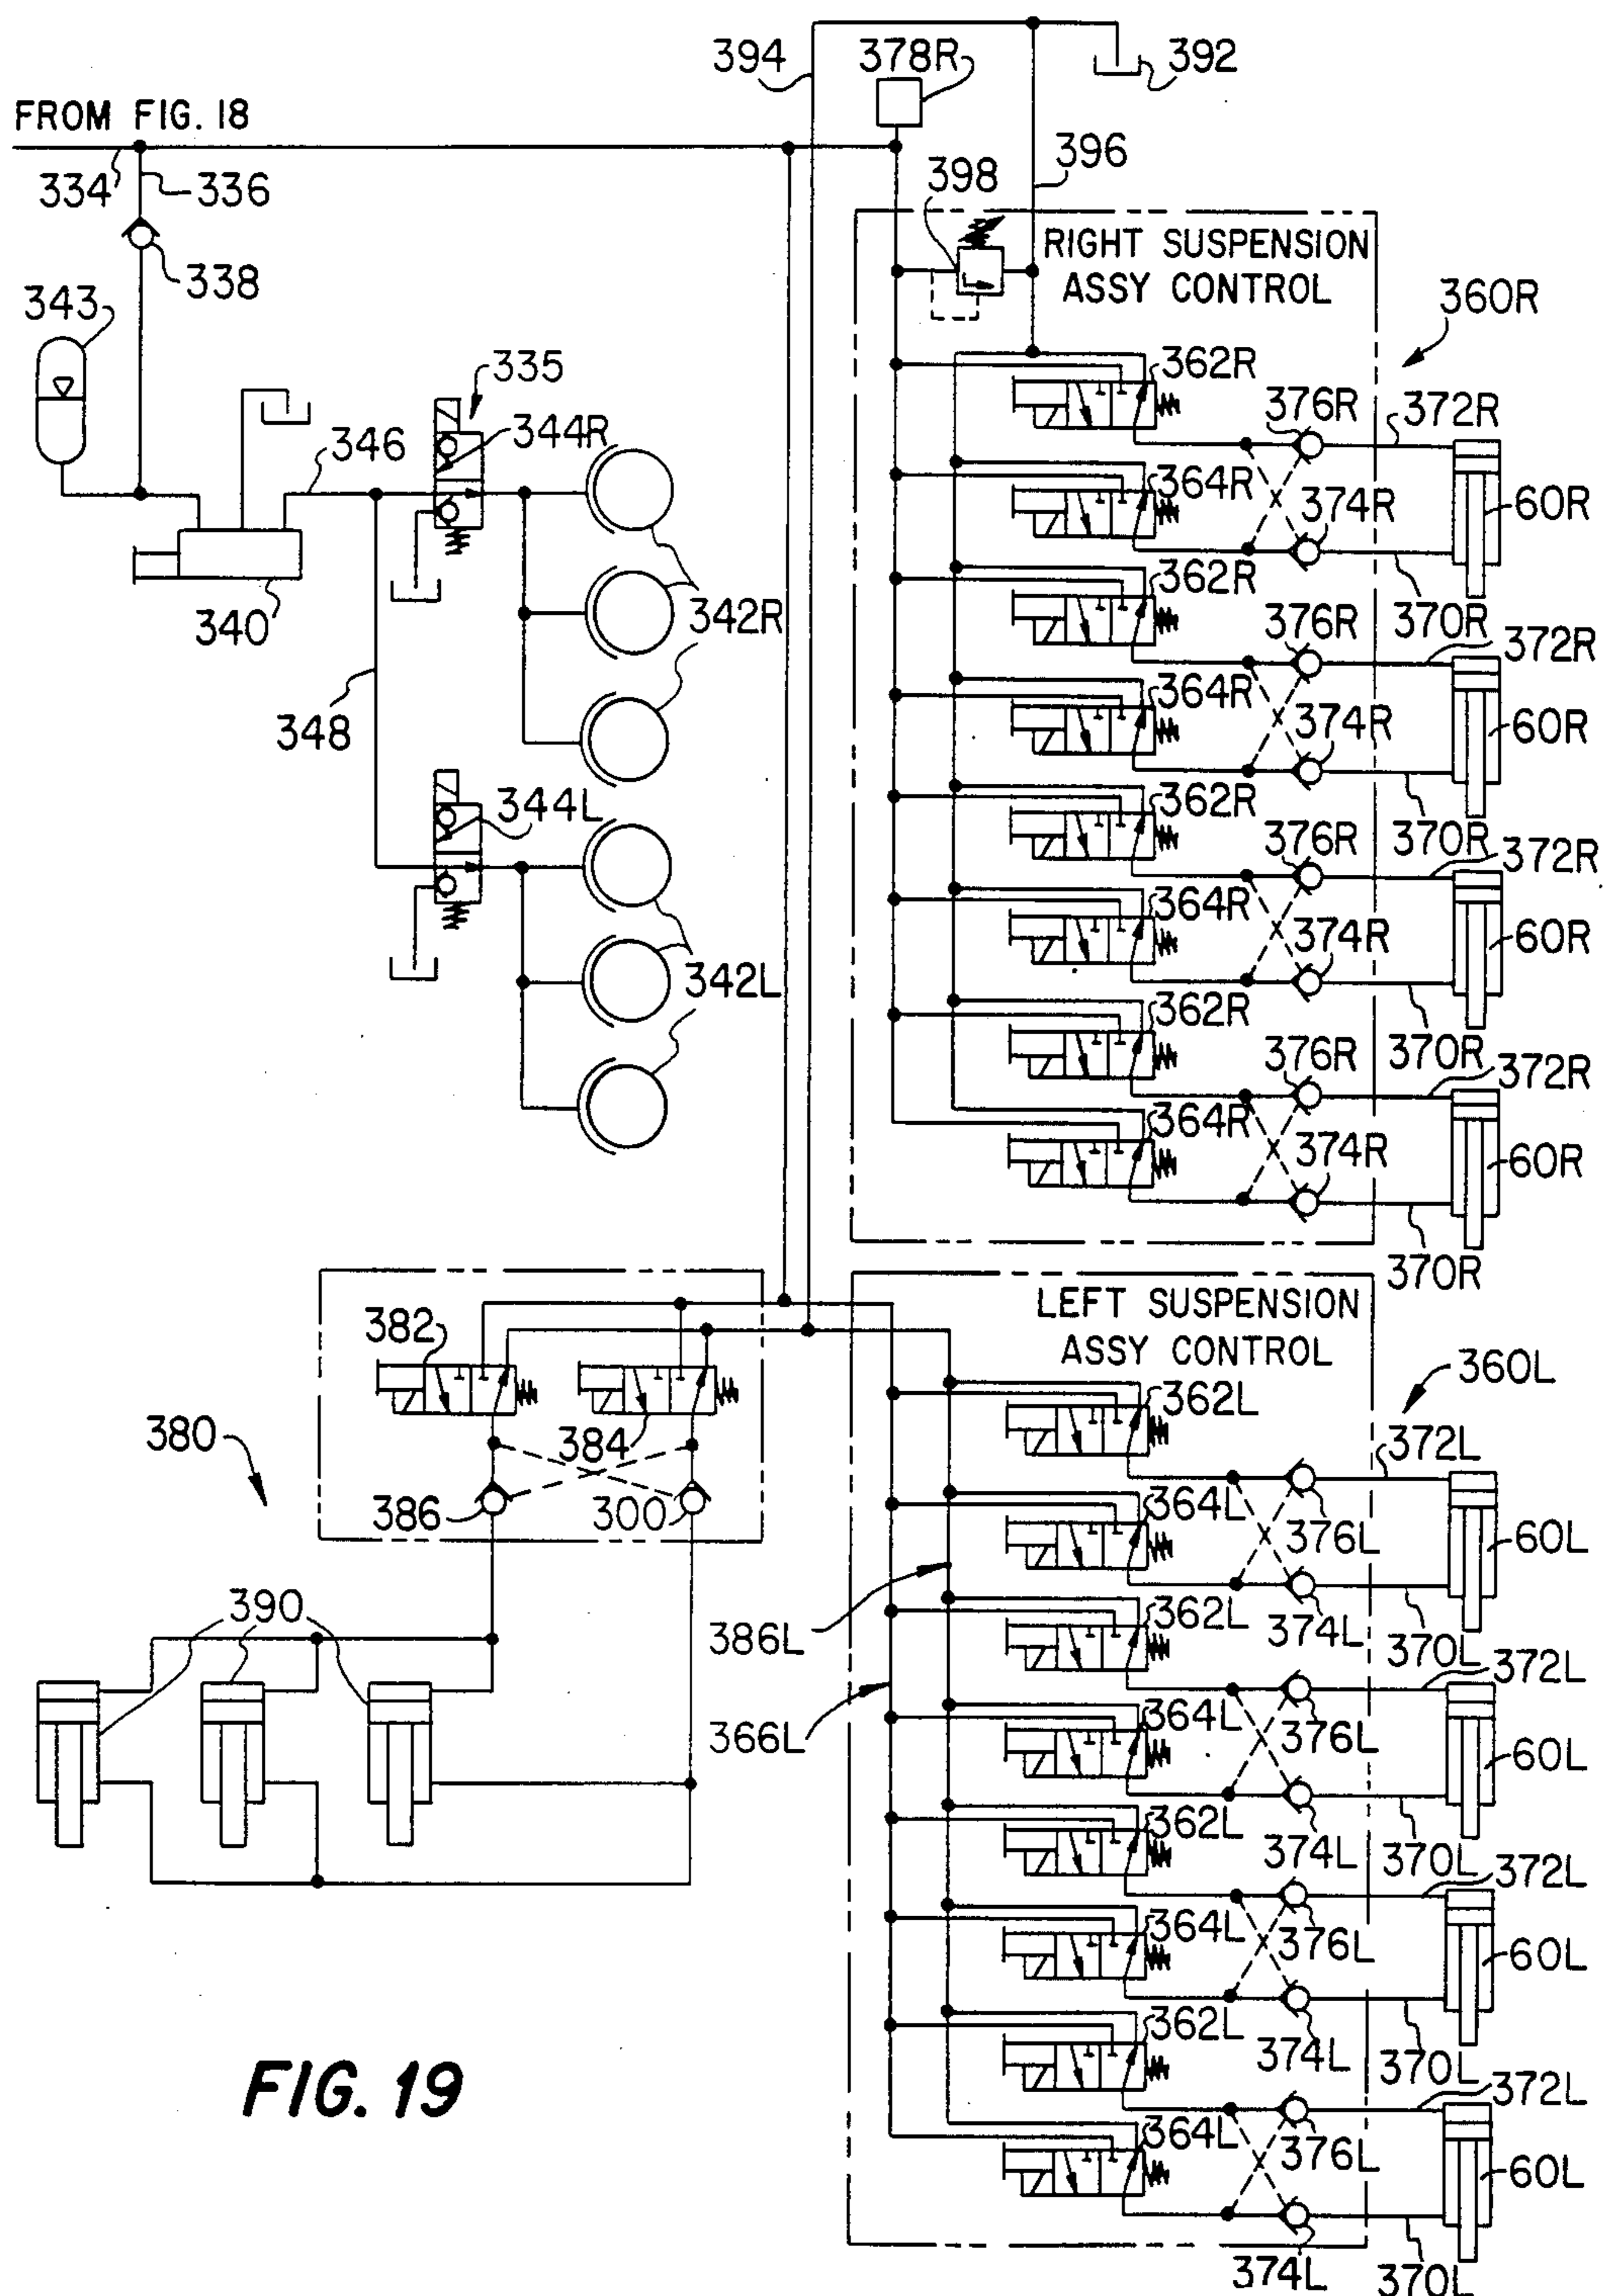 394
378R
392
FROM FIG. 18
334
336
398
396
338
RIGHT SUSPENSION
ASSY CONTROL
343
360R
335
362R
376R
372R
346
344R
364R
374R
60R
340
342R
362R
370R
376R
372R
348
364R
374R
60R
344L
362R
376R
370R
372R
364R
374R
60R
342L
362R
376R
370R
372R
364R
374R
60R
370R
LEFT SUSPENSION
ASSY CONTROL
382
360L
362L
380
384
372L
386
300
364L
376L
60L
390
386L
362L
374L
370L
372L
366L
364L
376L
60L
362L
374L
370L
372L
364L
376L
60L
362L
374L
370L
372L
FIG. 19
364L
376L
60L
374L
370L